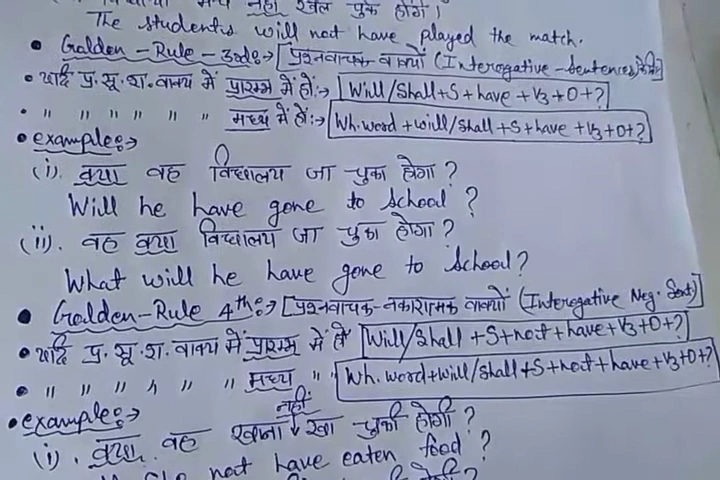 नहीं खेल चुके होंगे)
The students will not have played the match.
• Golden-Rule-3rd:→ [प्रश्नवाचक वाक्यों (Interogative-Sentences)
• यदि प्र. सू. श. वाक्य में प्रारम्भ में हों:→ [Will/Shall+S+have+V3+O+?]
• " " " " " मध्य में हों:→ [Wh. word+will/shall+S+have+V3+O+?]
• example:→
(i). क्या वह विद्यालय जा चुका होगा?
Will he have gone to School?
(ii). वह क्या विद्यालय जा चुका होगा?
What will he have gone to School?
• Golden-Rule 4th:→ [प्रश्नवाचक-नकारात्मक वाक्यों (Interogative Neg. Sent)]
• यदि प्र. सू. श. वाक्य में प्रारम्भ में हों [Will/Shall+S+not+have+V3+O+?]
• " " " " " " मध्य " " [Wh. word+will/shall+S+not+have+V3+O+?]
• example:→
(i). क्या वह खाना नहीं खा चुकी होगी?
not have eaten food?